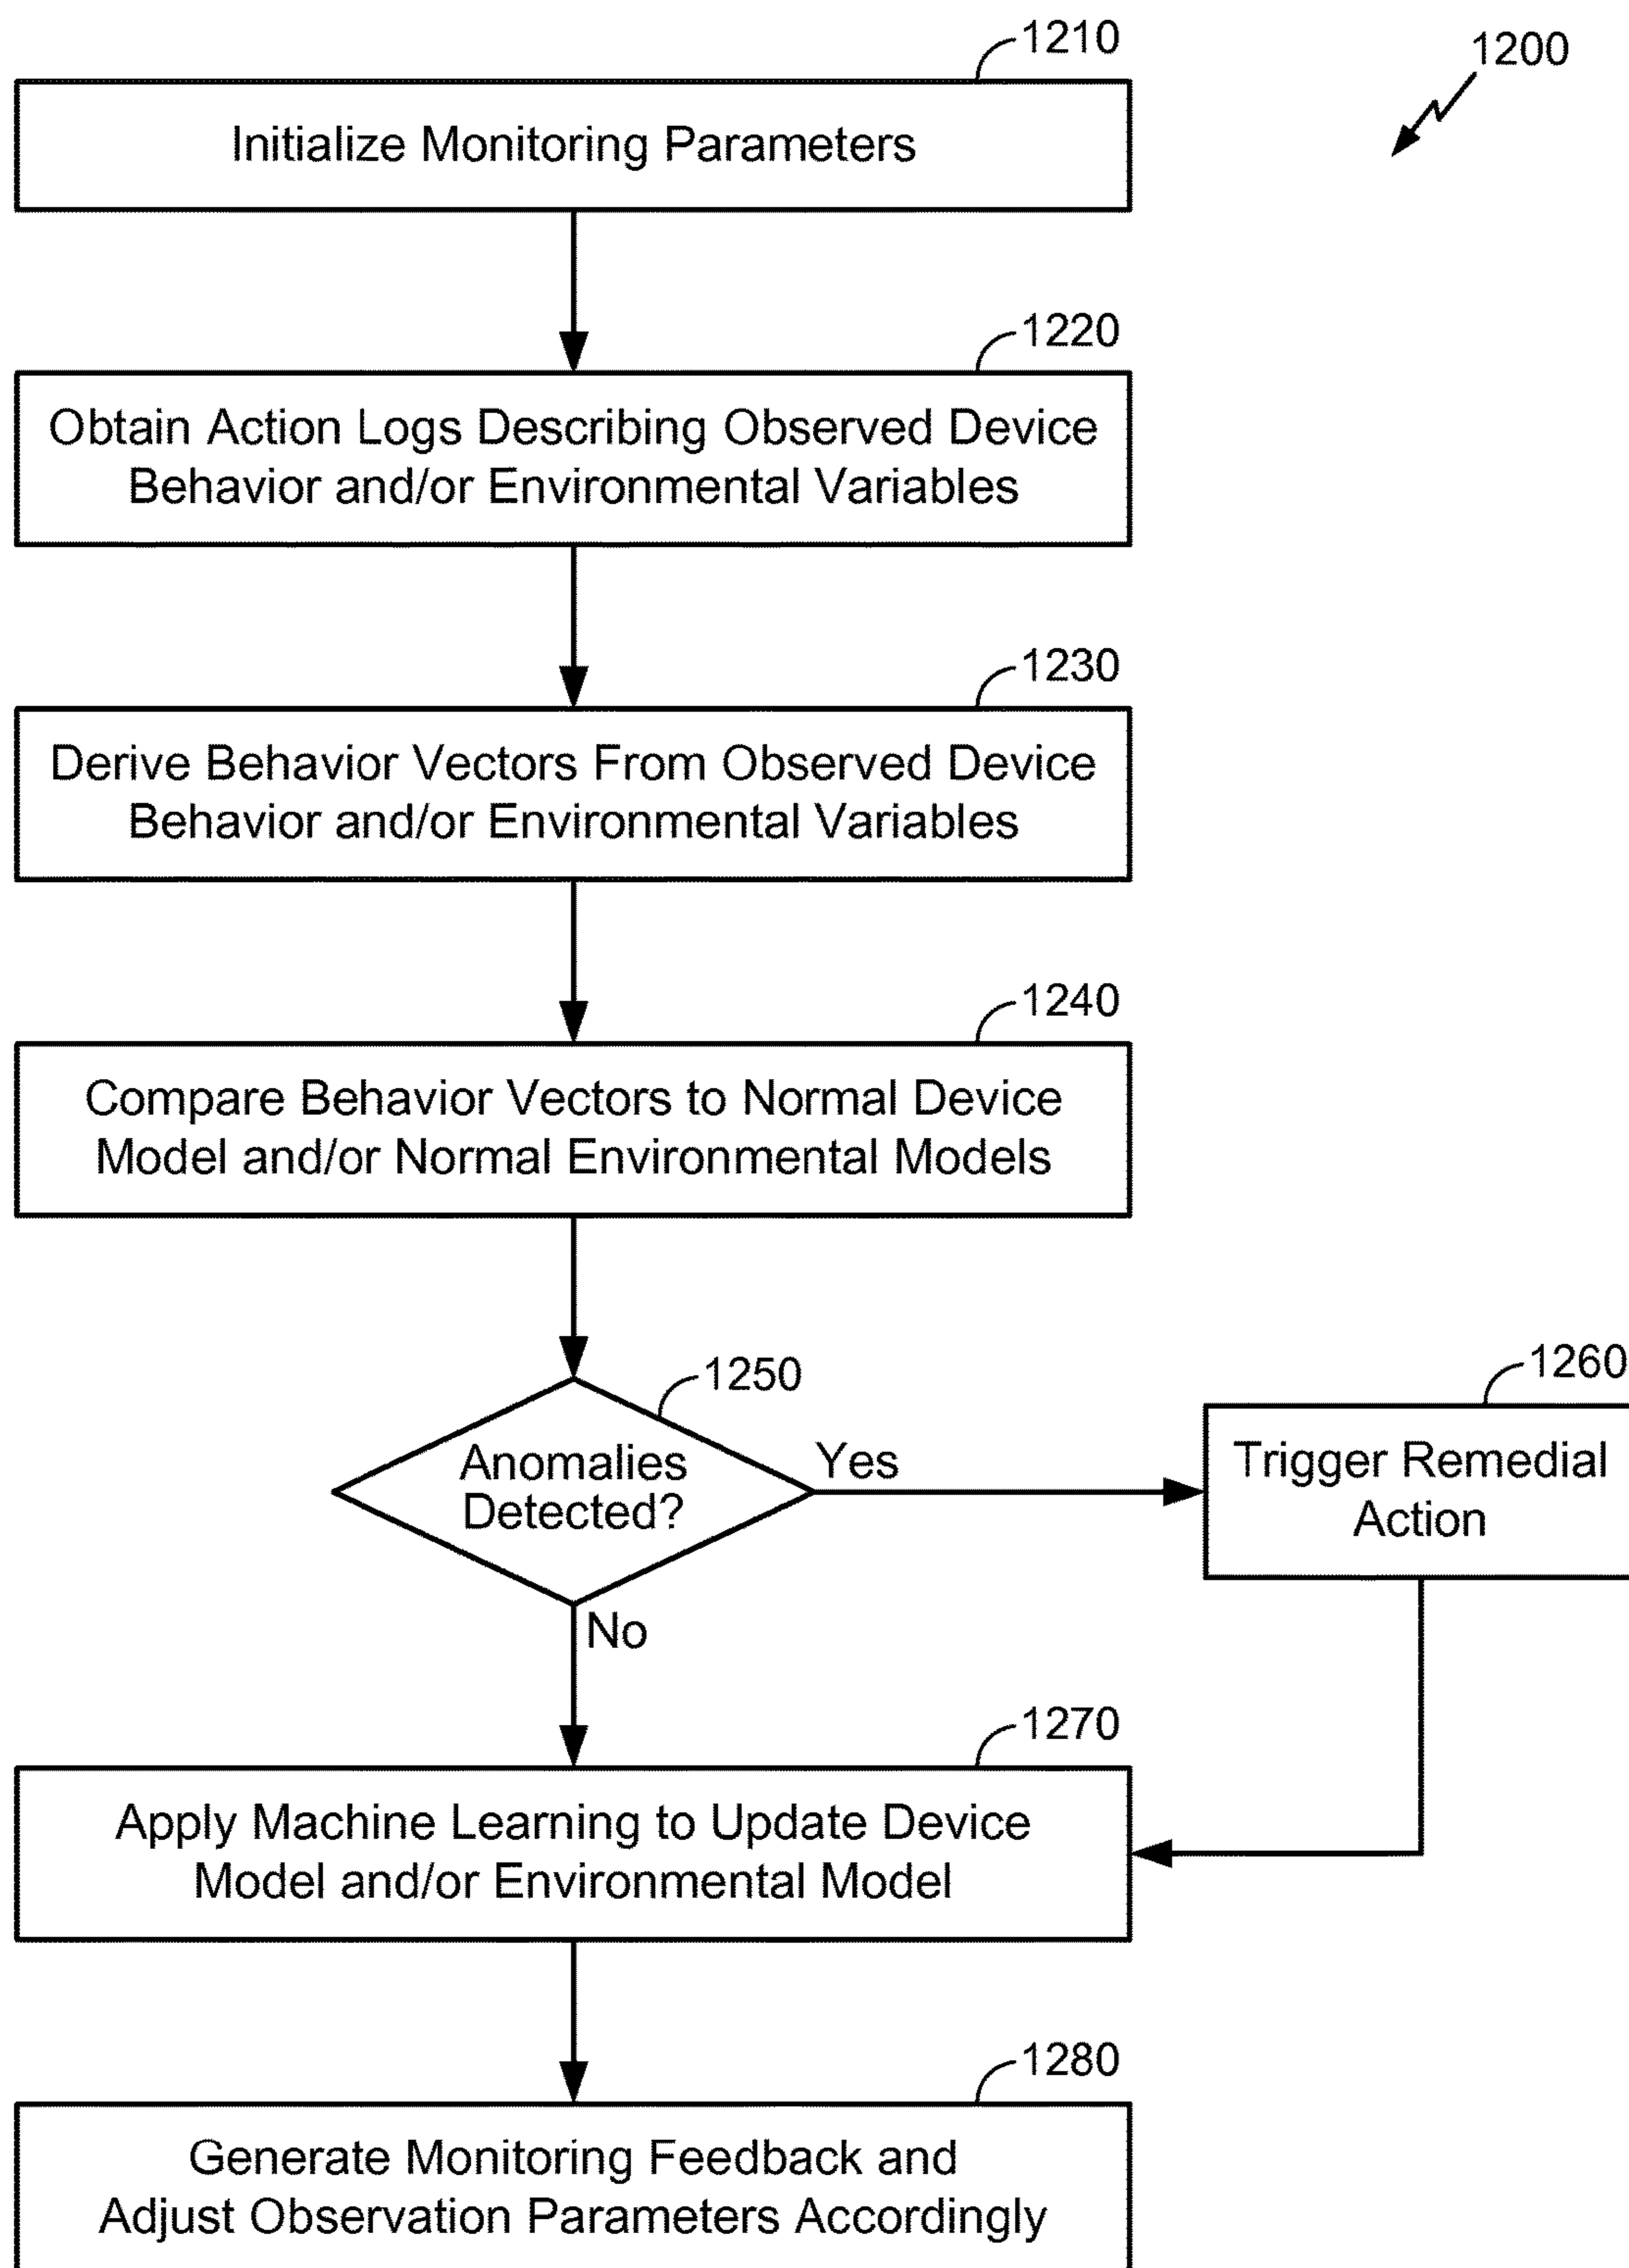 1200
1210
Initialize Monitoring Parameters
1220
Obtain Action Logs Describing Observed Device
Behavior and/or Environmental Variables
1230
Derive Behavior Vectors From Observed Device
Behavior and/or Environmental Variables
1240
Compare Behavior Vectors to Normal Device
Model and/or Normal Environmental Models
1250
Anomalies
Detected?
Yes
1260
Trigger Remedial
Action
No
1270
Apply Machine Learning to Update Device
Model and/or Environmental Model
1280
Generate Monitoring Feedback and
Adjust Observation Parameters Accordingly